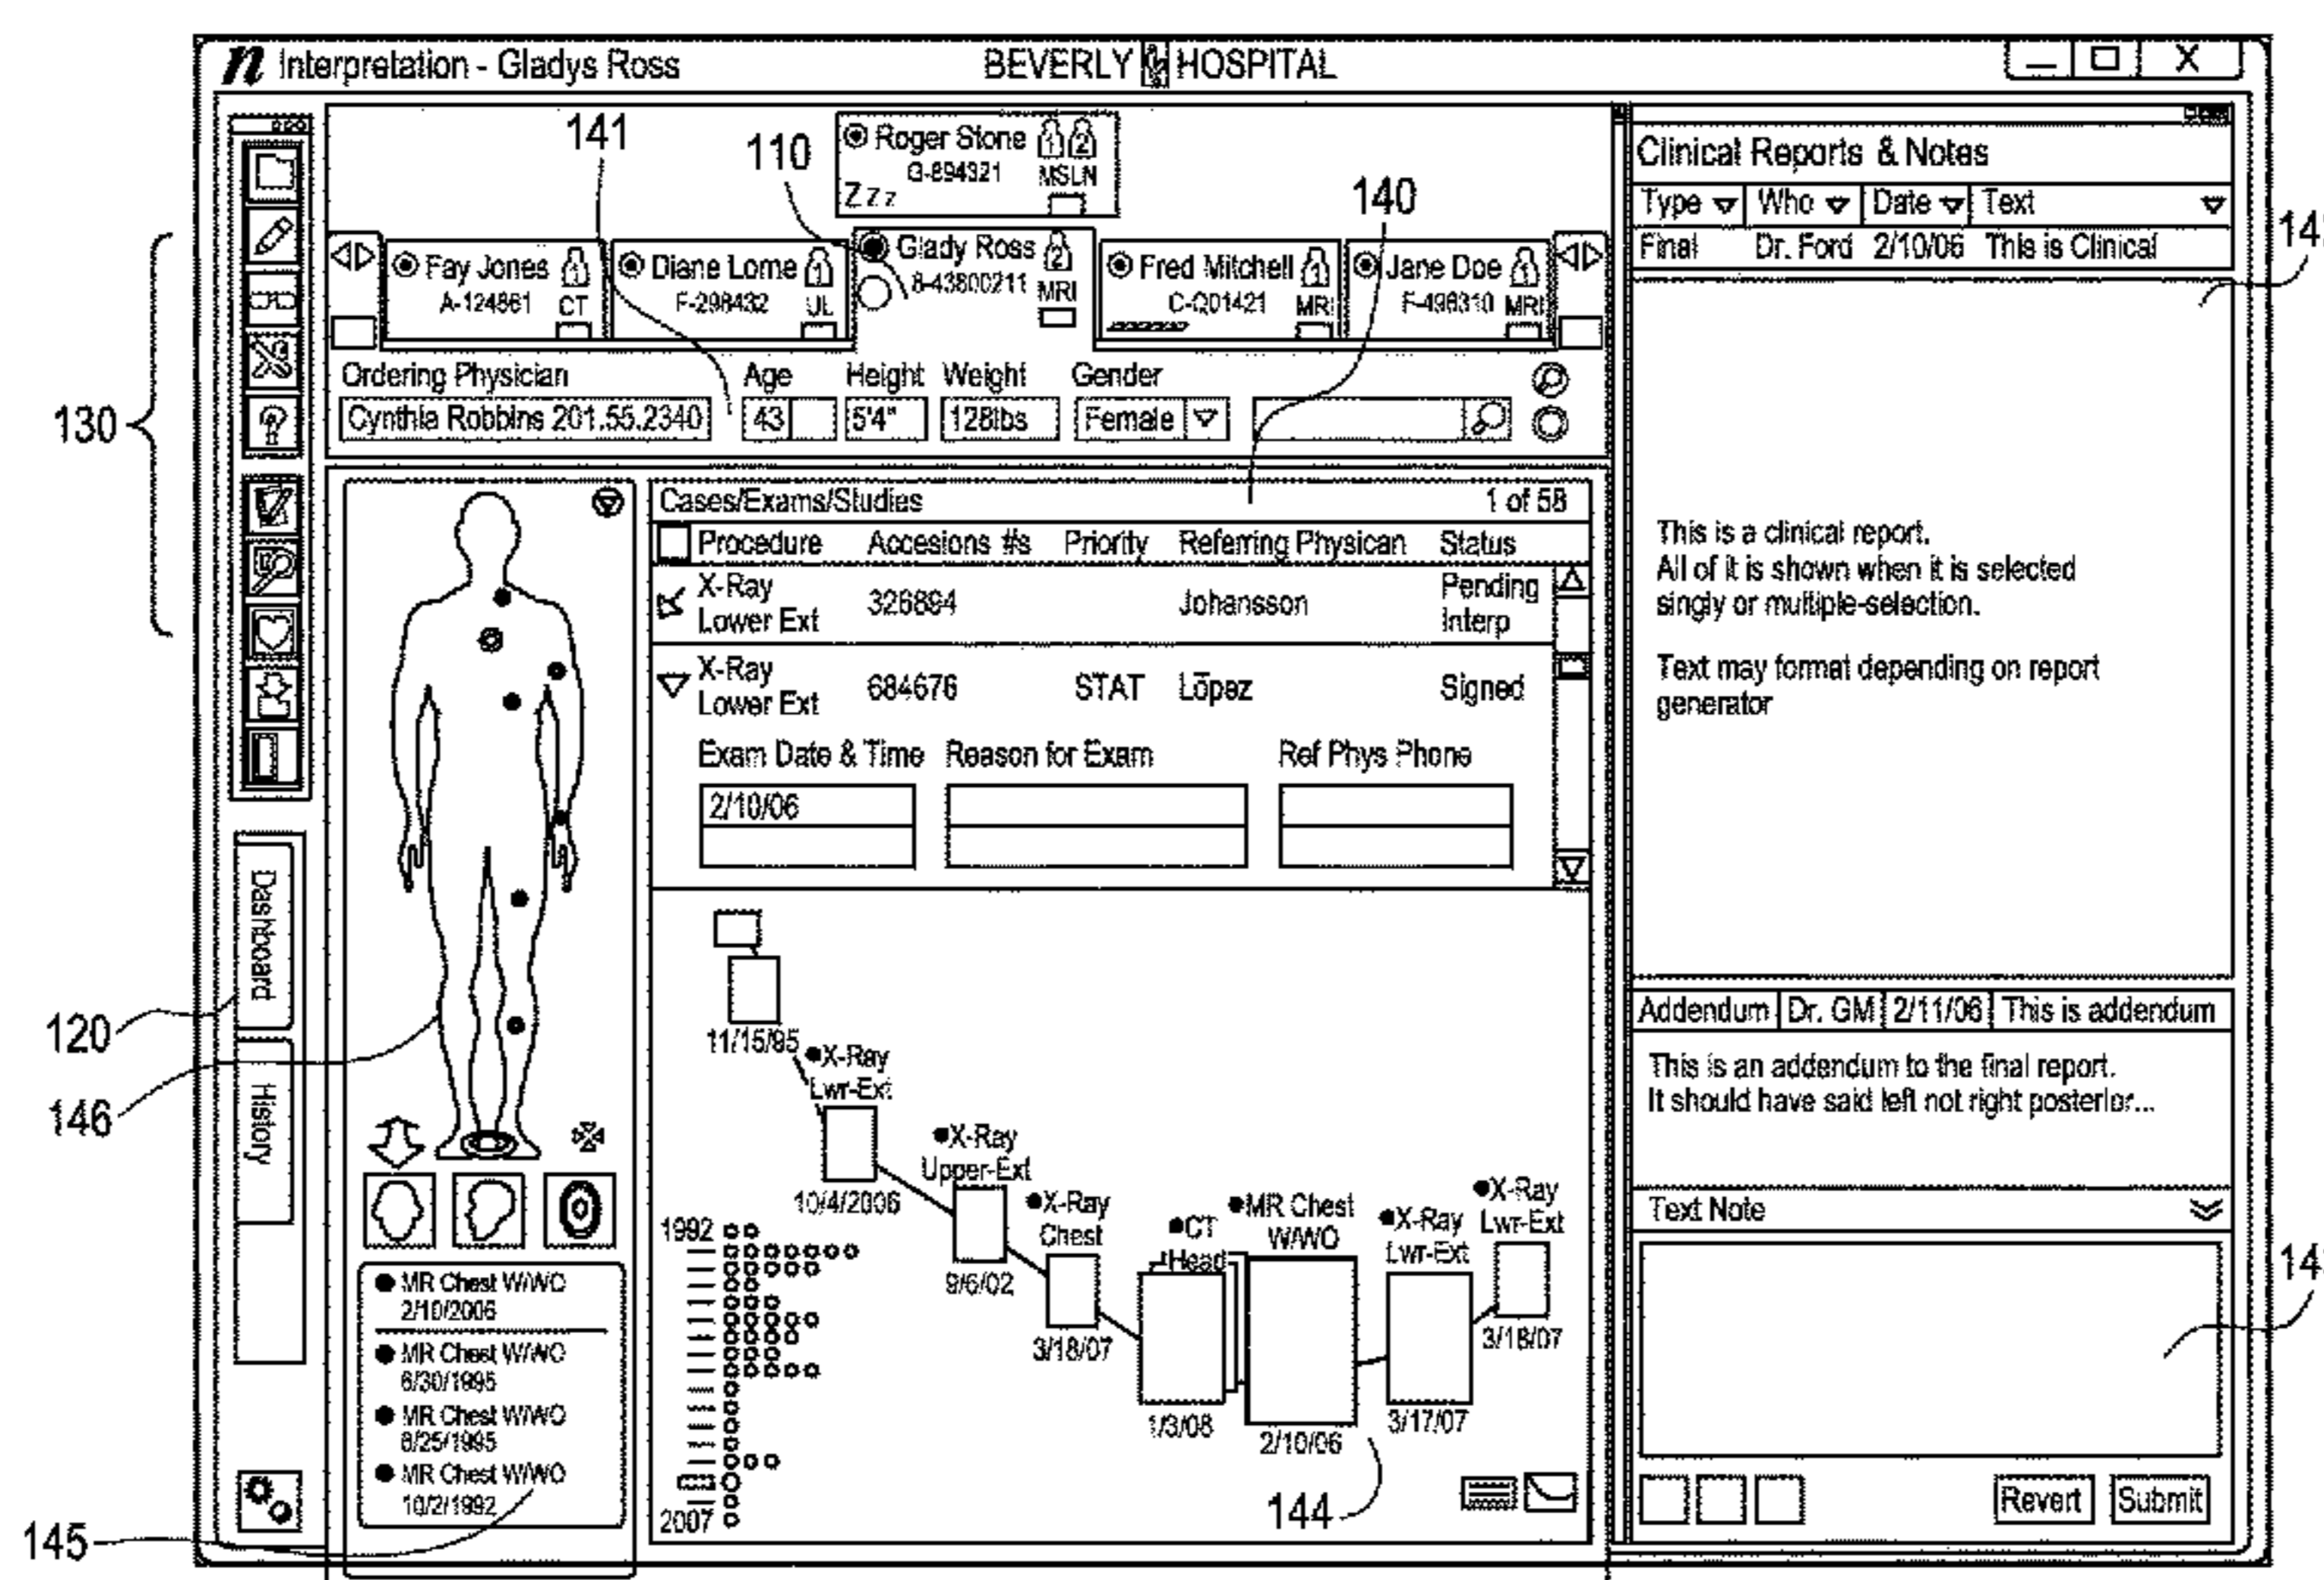 n Interpretation - Gladys Ross
BEVERLY HOSPITAL
141
110
Roger Stone 1 2
G-894321 MSLN
Zzz
140
Fay Jones 1
A-124861 CT
Diane Lorne 1
F-298432 UL
Glady Ross 2
8-43800211 MRI
Fred Mitchell 1
C-Q01421 MRI
Jane Doe 1
F-498310 MRI
Ordering Physician Age Height Weight Gender
Cynthia Robbins 201.55.2340 43 5'4" 128lbs Female
130
Cases/Exams/Studies 1 of 58
Procedure Accesions #s Priority Referring Physican Status
X-Ray Lower Ext 326894 Johansson Pending Interp
X-Ray Lower Ext 684676 STAT Lōpez Signed
Exam Date & Time Reason for Exam Ref Phys Phone
2/10/06
Dashboard
History
120
146
11/15/95
X-Ray
Lwr-Ext
10/4/2006
X-Ray
Upper-Ext
9/6/02
X-Ray
Chest
3/18/07
CT
Head
1/3/08
MR Chest
W/WO
2/10/06
X-Ray
Lwr-Ext
3/17/07
X-Ray
Lwr-Ext
3/18/07
1992
2007
144
MR Chest W/WO
2/10/2006
MR Chest W/WO
6/30/1995
MR Chest W/WO
6/25/1995
MR Chest W/WO
10/2/1992
145
Clinical Reports & Notes
Type Who Date Text
Final Dr. Ford 2/10/06 This is Clinical
14
This is a clinical report.
All of it is shown when it is selected
singly or multiple-selection.
Text may format depending on report
generator
Addendum Dr. GM 2/11/06 This is addendum
This is an addendum to the final report.
It should have said left not right posterior...
Text Note
14
Revert Submit